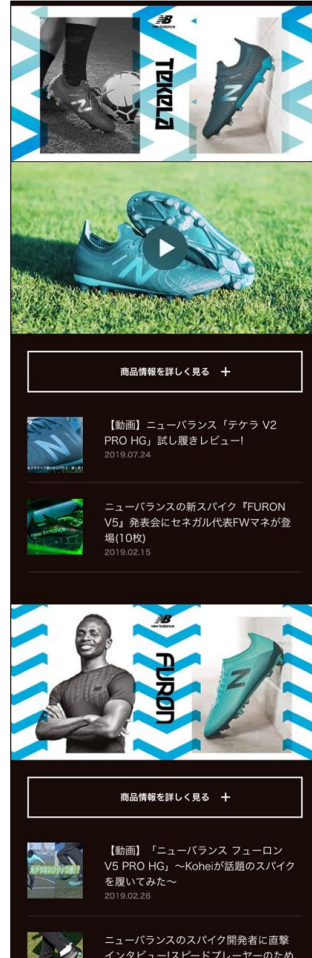 NB
new balance
TEKELA
商品情報を詳しく見る +
【動画】ニューバランス「テケラ V2
PRO HG」試し履きレビュー!
2019.07.24
new balance
ニューバランスの新スパイク『FURON
V5』発表会にセネガル代表FWマネが登
場(10枚)
2019.02.15
NB
new balance
FURON
商品情報を詳しく見る +
【動画】「ニューバランス フューロン
V5 PRO HG」〜Koheiが話題のスパイク
を履いてみた〜
2019.02.26
ニューバランスのスパイク開発者に直撃
インタビュー!スピードプレーヤーのため